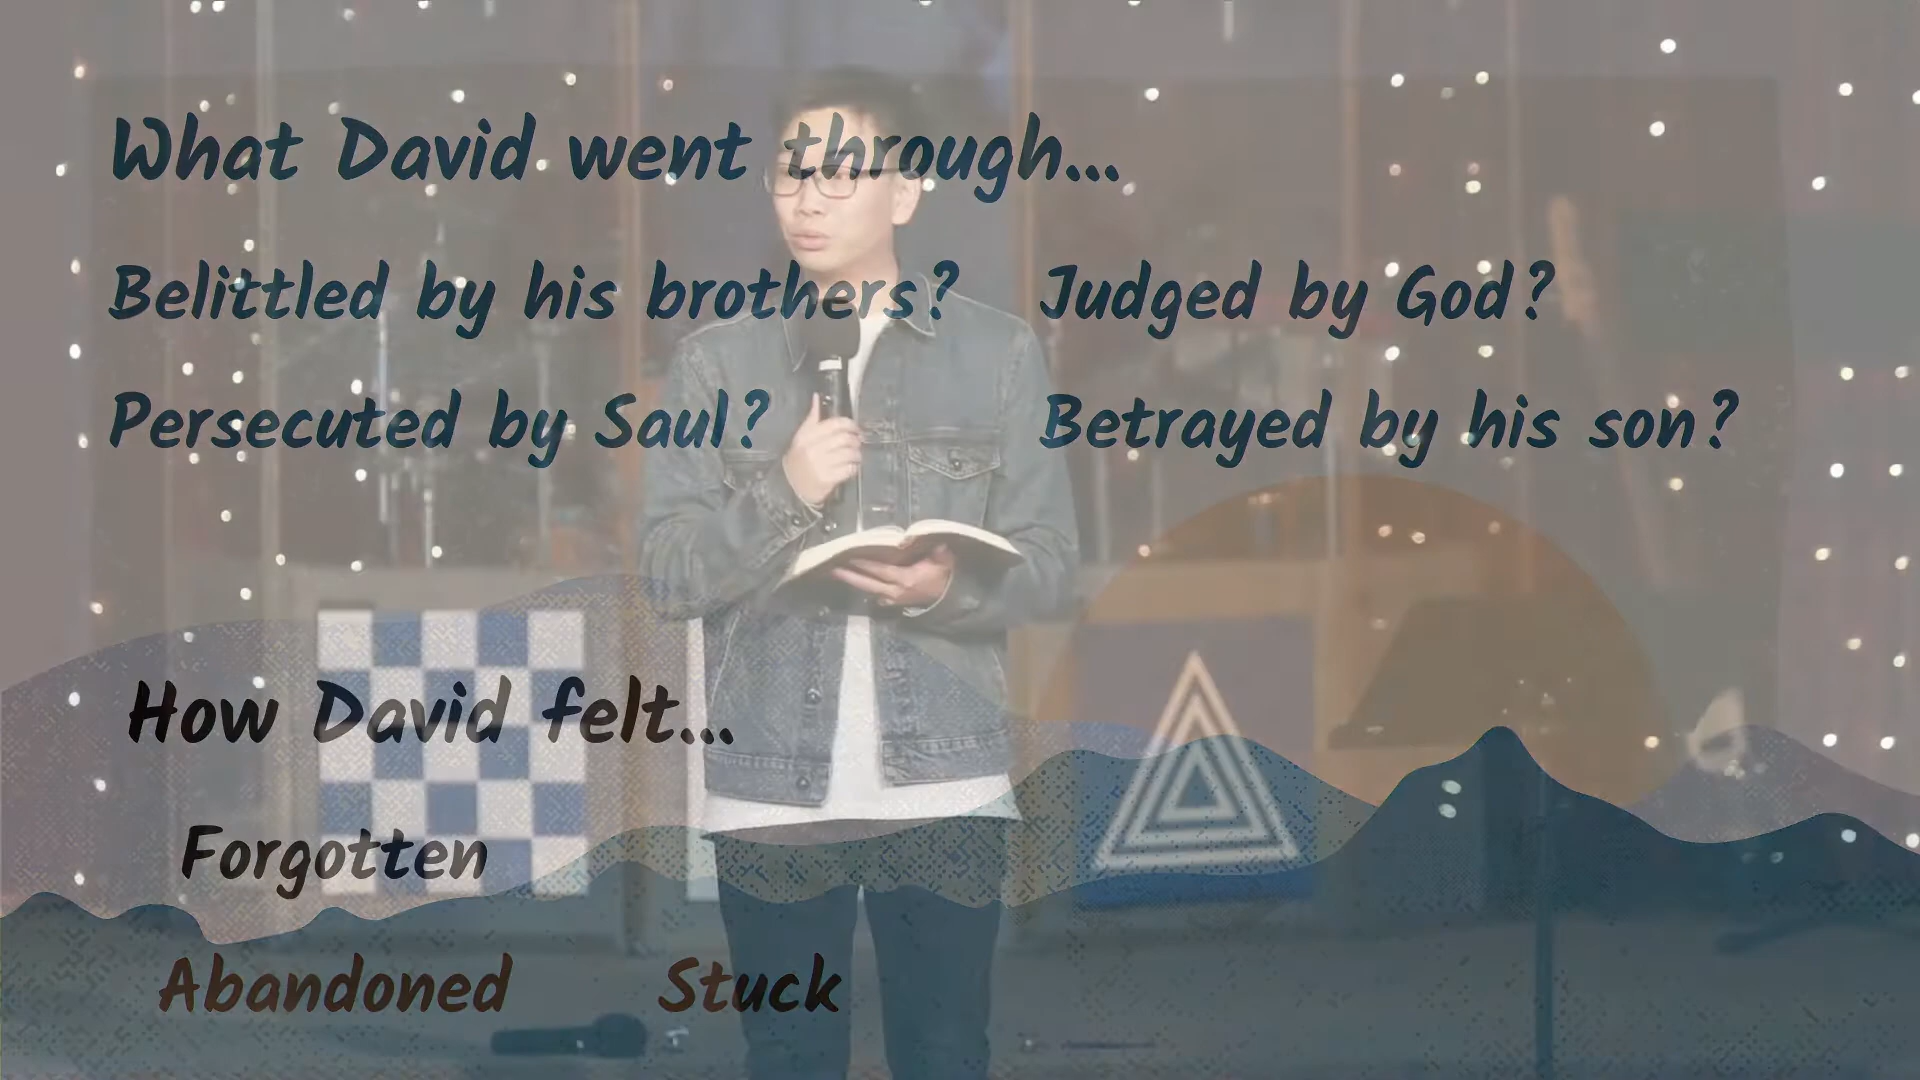 What David went through...
Belittled by his brothers? Judged by God?
Persecuted by Saul? Betrayed by his son?
How David felt...
Forgotten
Abandoned Stuck